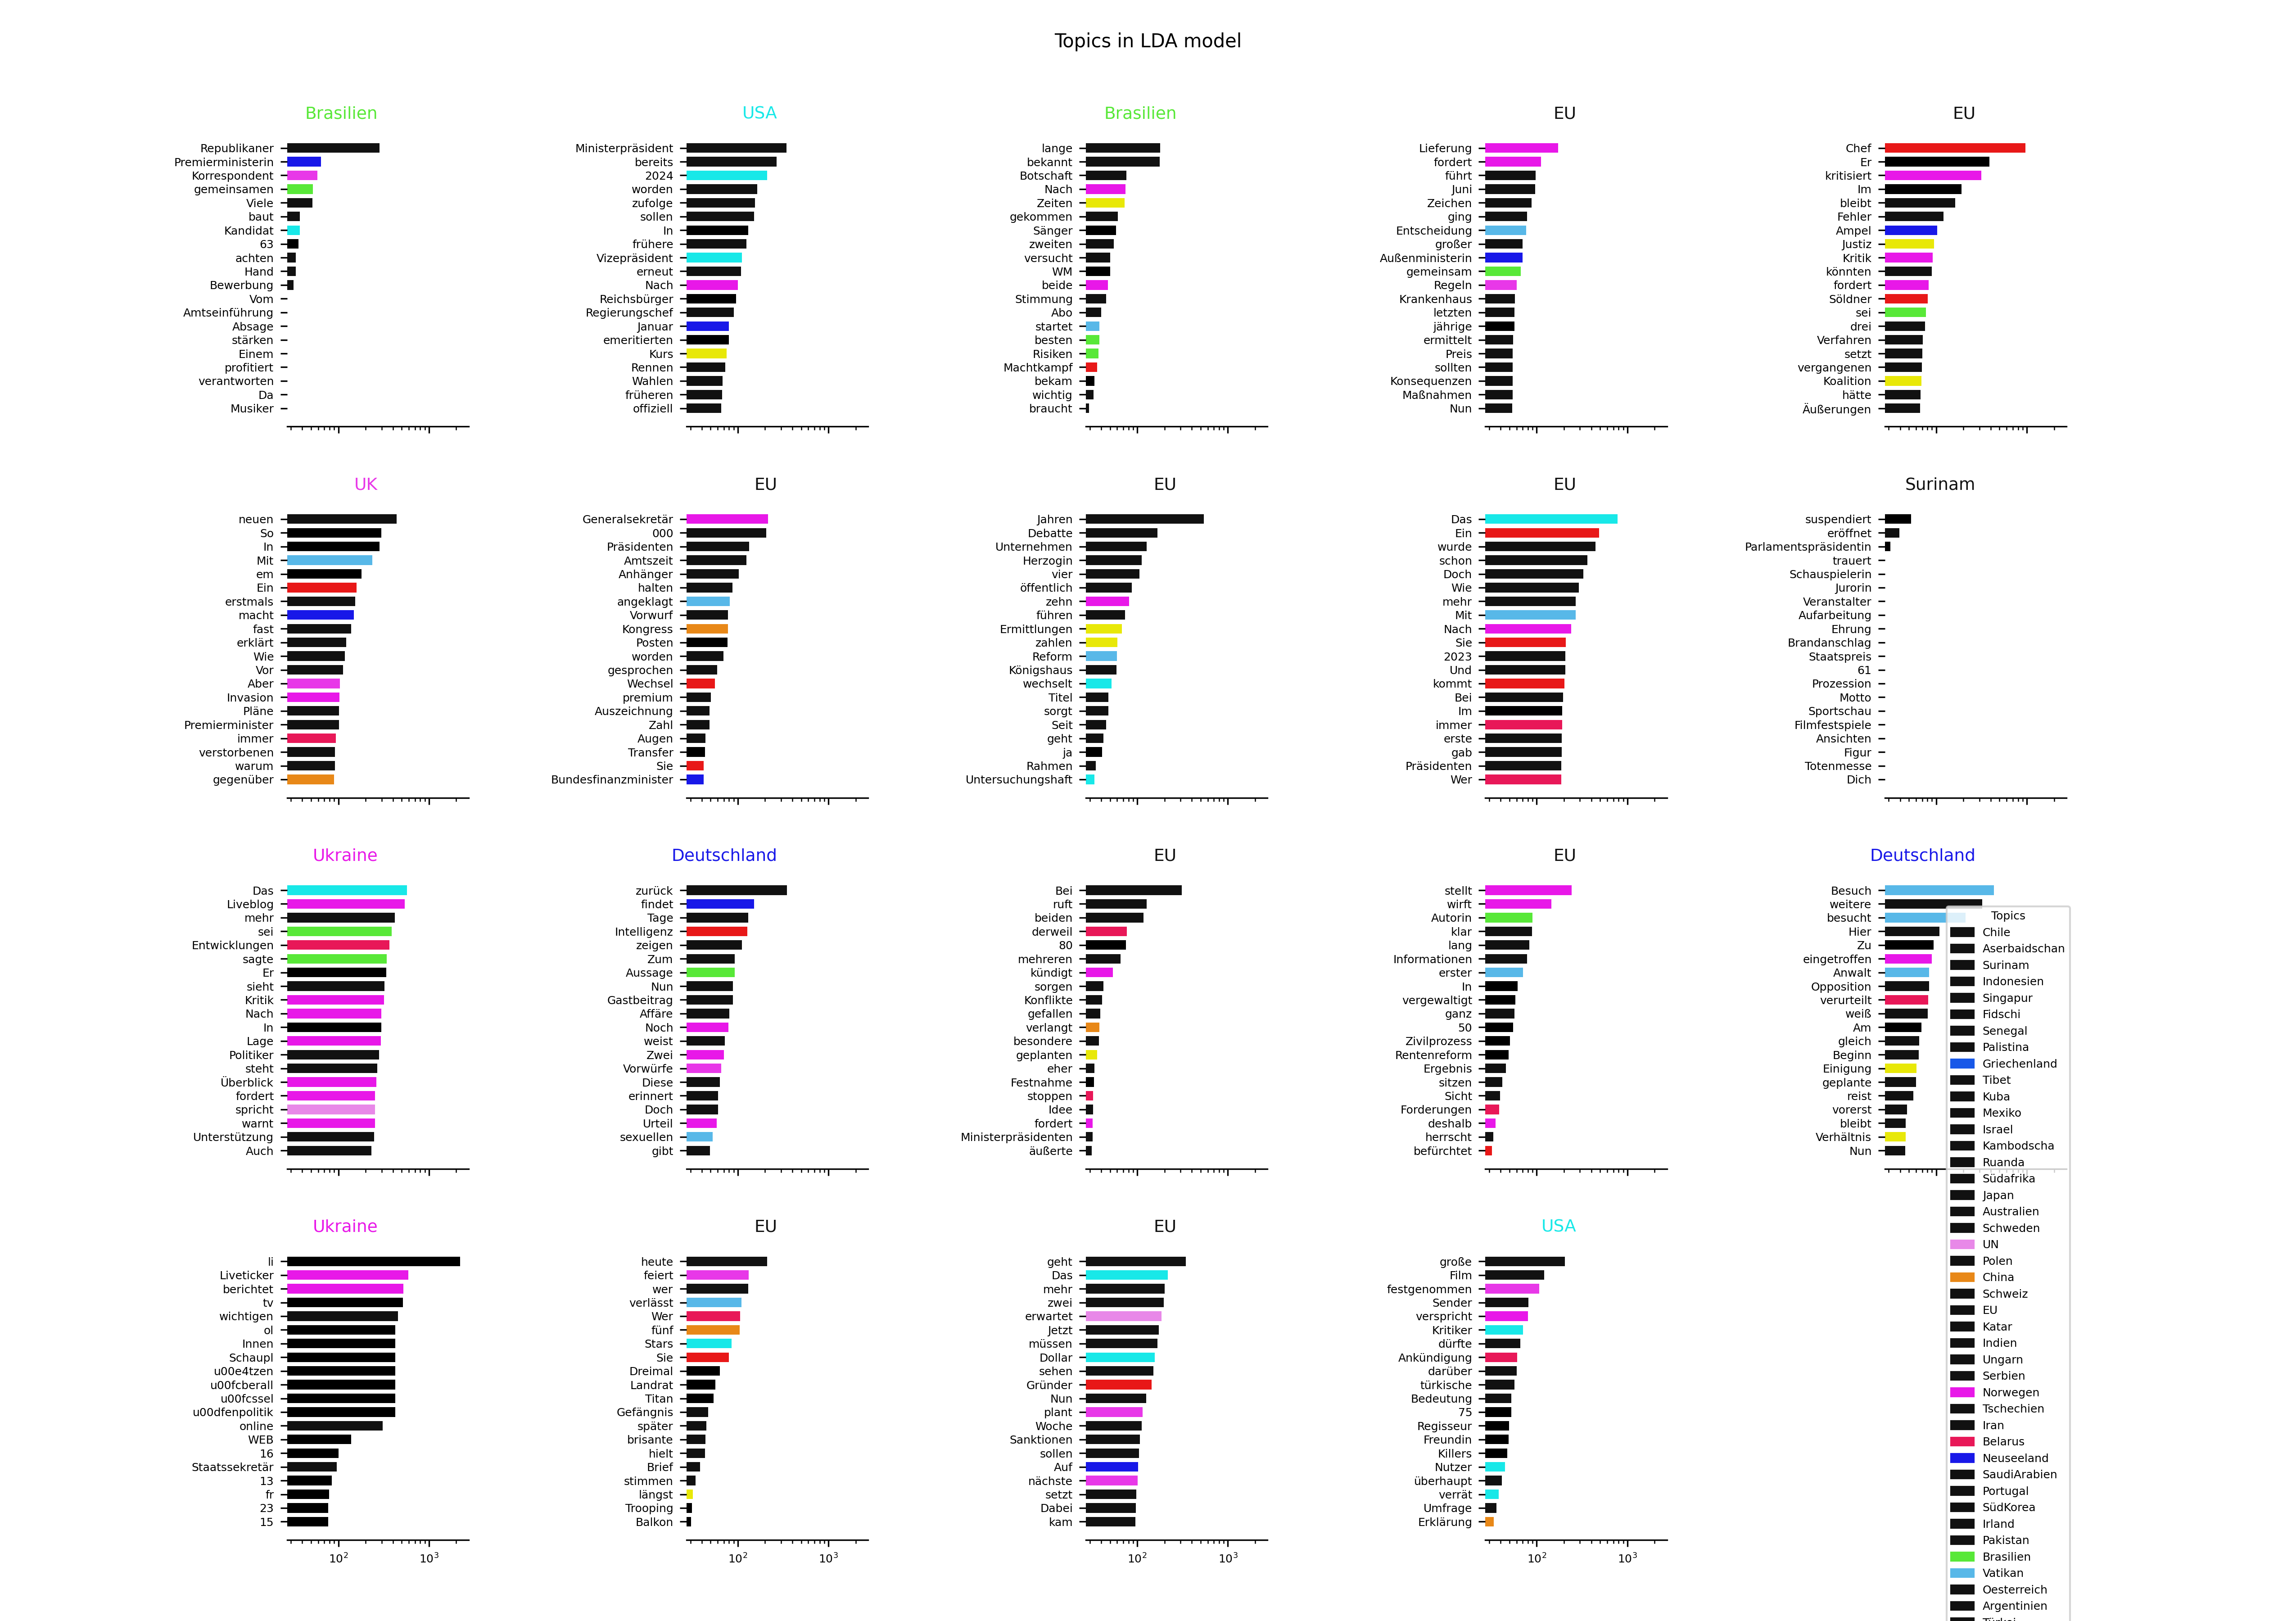 Topics in LDA model
Brasilien
Republikaner
Premierministerin
Korrespondent
gemeinsamen
Viele
baut
Kandidat
63
achten
Hand
Bewerbung
Vom
Amtseinführung
Absage
stärken
Einem
profitiert
verantworten
Da
Musiker
USA
Ministerpräsident
bereits
2024
worden
zufolge
sollen
In
frühere
Vizepräsident
erneut
Nach
Reichsbürger
Regierungschef
Januar
emeritierten
Kurs
Rennen
Wahlen
früheren
offiziell
Brasilien
lange
bekannt
Botschaft
Nach
Zeiten
gekommen
Sänger
zweiten
versucht
WM
beide
Stimmung
Abo
startet
besten
Risiken
Machtkampf
bekam
wichtig
braucht
EU
Lieferung
fordert
führt
Juni
Zeichen
ging
Entscheidung
großer
Außenministerin
gemeinsam
Regeln
Krankenhaus
letzten
jährige
ermittelt
Preis
sollten
Konsequenzen
Maßnahmen
Nun
EU
Chef
Er
kritisiert
Im
bleibt
Fehler
Ampel
Justiz
Kritik
könnten
fordert
Söldner
sei
drei
Verfahren
setzt
vergangenen
Koalition
hätte
Äußerungen
UK
neuen
So
In
Mit
em
Ein
erstmals
macht
fast
erklärt
Wie
Vor
Aber
Invasion
Pläne
Premierminister
immer
verstorbenen
warum
gegenüber
EU
Generalsekretär
000
Präsidenten
Amtszeit
Anhänger
halten
angeklagt
Vorwurf
Kongress
Posten
worden
gesprochen
Wechsel
premium
Auszeichnung
Zahl
Augen
Transfer
Sie
Bundesfinanzminister
EU
Jahren
Debatte
Unternehmen
Herzogin
vier
öffentlich
zehn
führen
Ermittlungen
zahlen
Reform
Königshaus
wechselt
Titel
sorgt
Seit
geht
ja
Rahmen
Untersuchungshaft
EU
Das
Ein
wurde
schon
Doch
Wie
mehr
Mit
Nach
Sie
2023
Und
kommt
Bei
Im
immer
erste
gab
Präsidenten
Wer
Surinam
suspendiert
eröffnet
Parlamentspräsidentin
trauert
Schauspielerin
Jurorin
Veranstalter
Aufarbeitung
Ehrung
Brandanschlag
Staatspreis
61
Prozession
Motto
Sportschau
Filmfestspiele
Ansichten
Figur
Totenmesse
Dich
Ukraine
Das
Liveblog
mehr
sei
Entwicklungen
sagte
Er
sieht
Kritik
Nach
In
Lage
Politiker
steht
Überblick
fordert
spricht
warnt
Unterstützung
Auch
Deutschland
zurück
findet
Tage
Intelligenz
zeigen
Zum
Aussage
Nun
Gastbeitrag
Affäre
Noch
weist
Zwei
Vorwürfe
Diese
erinnert
Doch
Urteil
sexuellen
gibt
EU
Bei
ruft
beiden
derweil
80
mehreren
kündigt
sorgen
Konflikte
gefallen
verlangt
besondere
geplanten
eher
Festnahme
stoppen
Idee
fordert
Ministerpräsidenten
äußerte
EU
stellt
wirft
Autorin
klar
lang
Informationen
erster
In
vergewaltigt
ganz
50
Zivilprozess
Rentenreform
Ergebnis
sitzen
Sicht
Forderungen
deshalb
herrscht
befürchtet
Deutschland
Besuch
weitere
besucht
Hier
Zu
eingetroffen
Anwalt
Opposition
verurteilt
weiß
Am
gleich
Beginn
Einigung
geplante
reist
vorerst
bleibt
Verhältnis
Nun
Ukraine
li
Liveticker
berichtet
tv
wichtigen
ol
Innen
Schaupl
u00e4tzen
u00fcberall
u00fcssel
u00dfenpolitik
online
WEB
16
Staatssekretär
13
fr
23
15
10² 10³
EU
heute
feiert
wer
verlässt
Wer
fünf
Stars
Sie
Dreimal
Landrat
Titan
Gefängnis
später
brisante
hielt
Brief
stimmen
längst
Trooping
Balkon
10² 10³
EU
geht
Das
mehr
zwei
erwartet
Jetzt
müssen
Dollar
sehen
Gründer
Nun
plant
Woche
Sanktionen
sollen
Auf
nächste
setzt
Dabei
kam
10² 10³
USA
große
Film
festgenommen
Sender
verspricht
Kritiker
dürfte
Ankündigung
darüber
türkische
Bedeutung
75
Regisseur
Freundin
Killers
Nutzer
überhaupt
verrät
Umfrage
Erklärung
10² 10³
Topics
Chile
Aserbaidschan
Surinam
Indonesien
Singapur
Fidschi
Senegal
Palistina
Griechenland
Tibet
Kuba
Mexiko
Israel
Kambodscha
Ruanda
Südafrika
Japan
Australien
Schweden
UN
Polen
China
Schweiz
EU
Katar
Indien
Ungarn
Serbien
Norwegen
Tschechien
Iran
Belarus
Neuseeland
SaudiArabien
Portugal
SüdKorea
Irland
Pakistan
Brasilien
Vatikan
Oesterreich
Argentinien